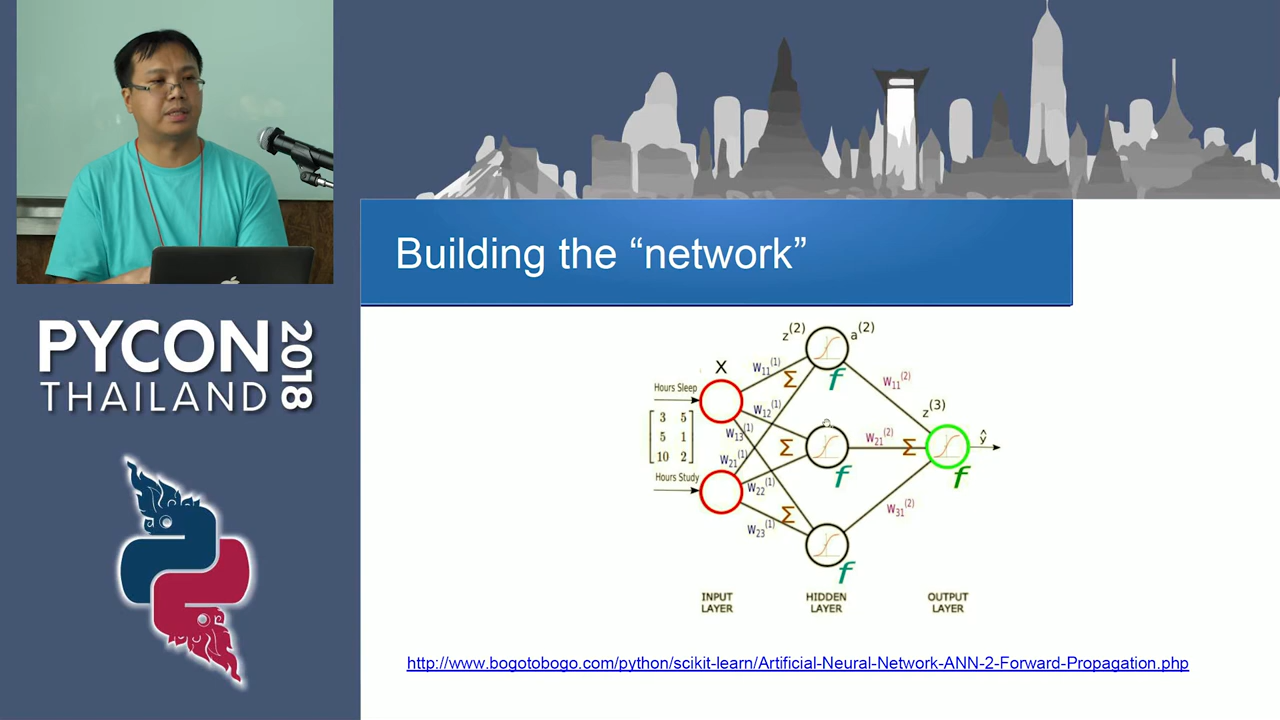 PYCON
THAILAND
2018
Building the “network”
z(2)
a(2)
X
W11(1)
Σ
f
W11(2)
Hours Sleep
W12(1)
z(3)
3 5
5 1
10 2
W13(1)
Σ
W21(2)
Σ
ŷ
W21(1)
f
f
Hours Study
W22(1)
Σ
W31(2)
W23(1)
f
INPUT
LAYER
HIDDEN
LAYER
OUTPUT
LAYER
http://www.bogotobogo.com/python/scikit-learn/Artificial-Neural-Network-ANN-2-Forward-Propagation.php